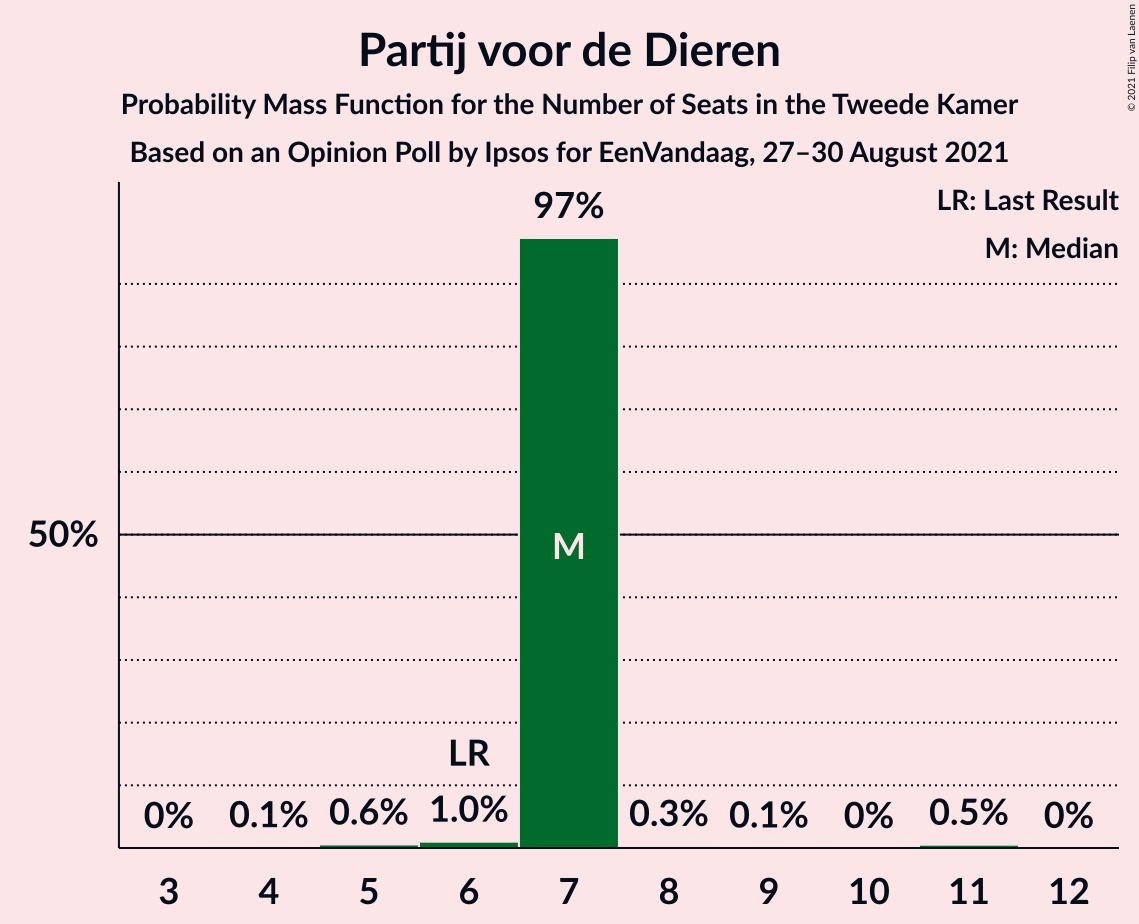 Partij voor de Dieren
Probability Mass Function for the Number of Seats in the Tweede Kamer
Based on an Opinion Poll by Ipsos for EenVandaag, 27–30 August 2021
© 2021 Filip van Laenen
LR: Last Result
M: Median
97%
50%
M
LR
0% 0.1% 0.6% 1.0% 0.3% 0.1% 0% 0.5% 0%
3 4 5 6 7 8 9 10 11 12